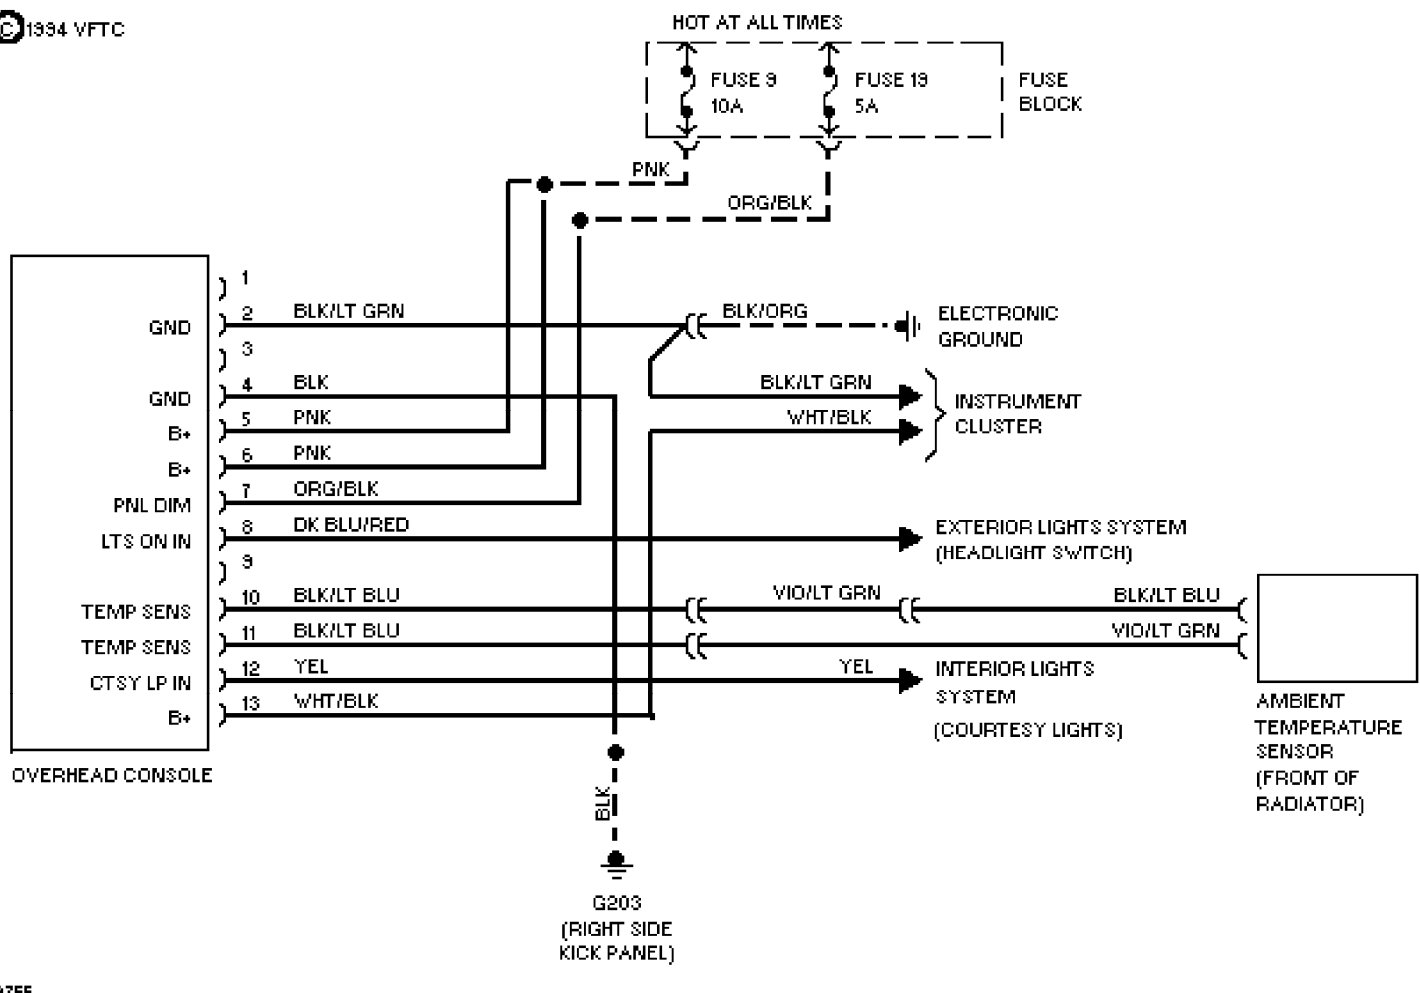 © 1994 VFTC
HOT AT ALL TIMES
FUSE 9
10A
FUSE 19
5A
FUSE
BLOCK
PNK
ORG/BLK
1
2
BLK/LT GRN
BLK/ORG
ELECTRONIC
GROUND
GND
3
4
BLK
BLK/LT GRN
GND
INSTRUMENT
CLUSTER
5
PNK
WHT/BLK
B+
6
PNK
B+
7
ORG/BLK
PNL DIM
8
DK BLU/RED
LTS ON IN
EXTERIOR LIGHTS SYSTEM
(HEADLIGHT SWITCH)
9
10
BLK/LT BLU
VIO/LT GRN
BLK/LT BLU
TEMP SENS
11
BLK/LT BLU
VIO/LT GRN
TEMP SENS
12
YEL
YEL
CTSY LP IN
INTERIOR LIGHTS
SYSTEM
(COURTESY LIGHTS)
13
WHT/BLK
B+
AMBIENT
TEMPERATURE
SENSOR
(FRONT OF
RADIATOR)
OVERHEAD CONSOLE
BLK
G203
(RIGHT SIDE
KICK PANEL)